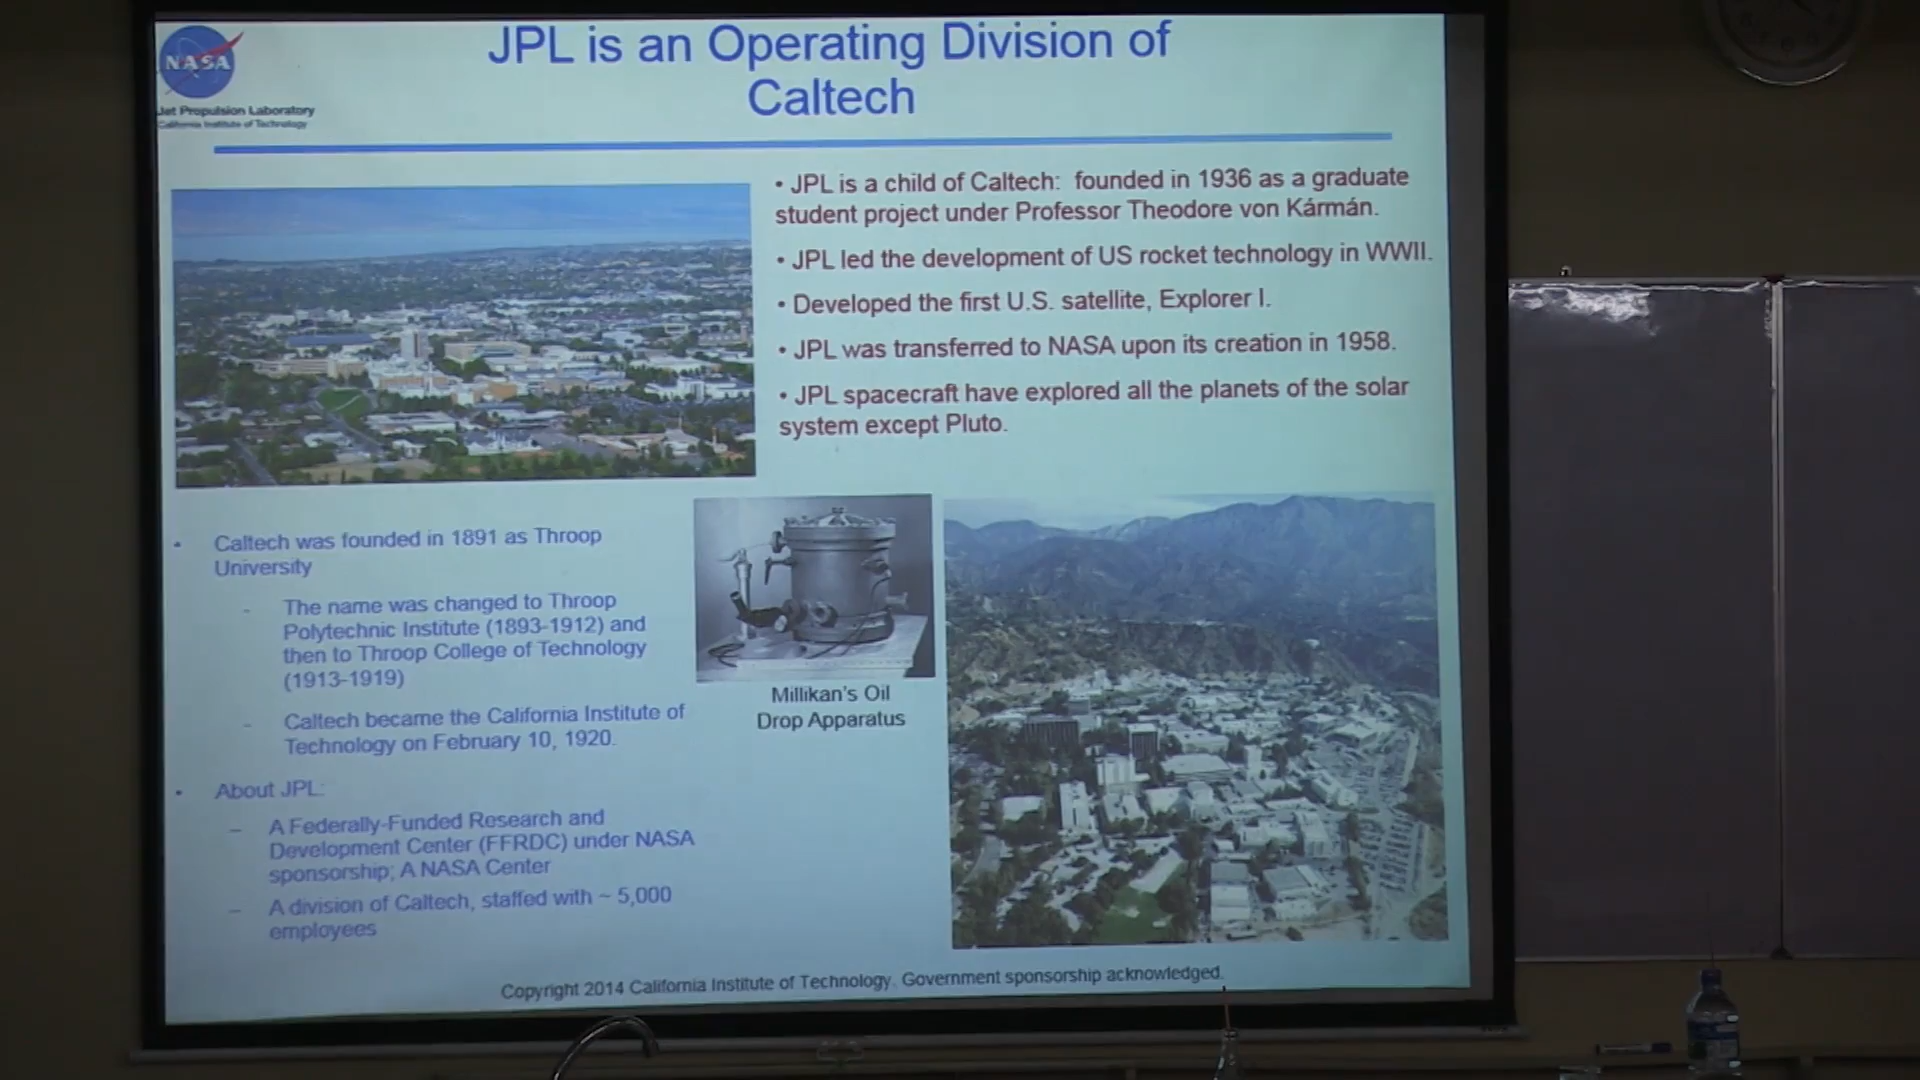 NASA
Jet Propulsion Laboratory
California Institute of Technology
JPL is an Operating Division of
Caltech
• JPL is a child of Caltech: founded in 1936 as a graduate
student project under Professor Theodore von Kármán.
• JPL led the development of US rocket technology in WWII.
• Developed the first U.S. satellite, Explorer I.
• JPL was transferred to NASA upon its creation in 1958.
• JPL spacecraft have explored all the planets of the solar
system except Pluto.
• Caltech was founded in 1891 as Throop
University
- The name was changed to Throop
Polytechnic Institute (1893-1912) and
then to Throop College of Technology
(1913-1919)
- Caltech became the California Institute of
Technology on February 10, 1920.
• About JPL:
– A Federally-Funded Research and
Development Center (FFRDC) under NASA
sponsorship; A NASA Center
– A division of Caltech, staffed with ~ 5,000
employees
Millikan's Oil
Drop Apparatus
Copyright 2014 California Institute of Technology. Government sponsorship acknowledged.